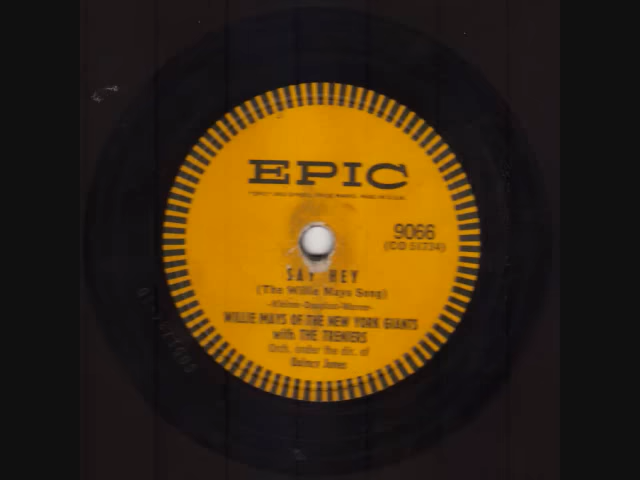 EPIC
9066
(CO 51734)
SAY HEY
(The Willie Mays Song)
WILLIE MAYS OF THE NEW YORK GIANTS
with THE TRENIERS
Orch. under the dir. of
Quincy Jones